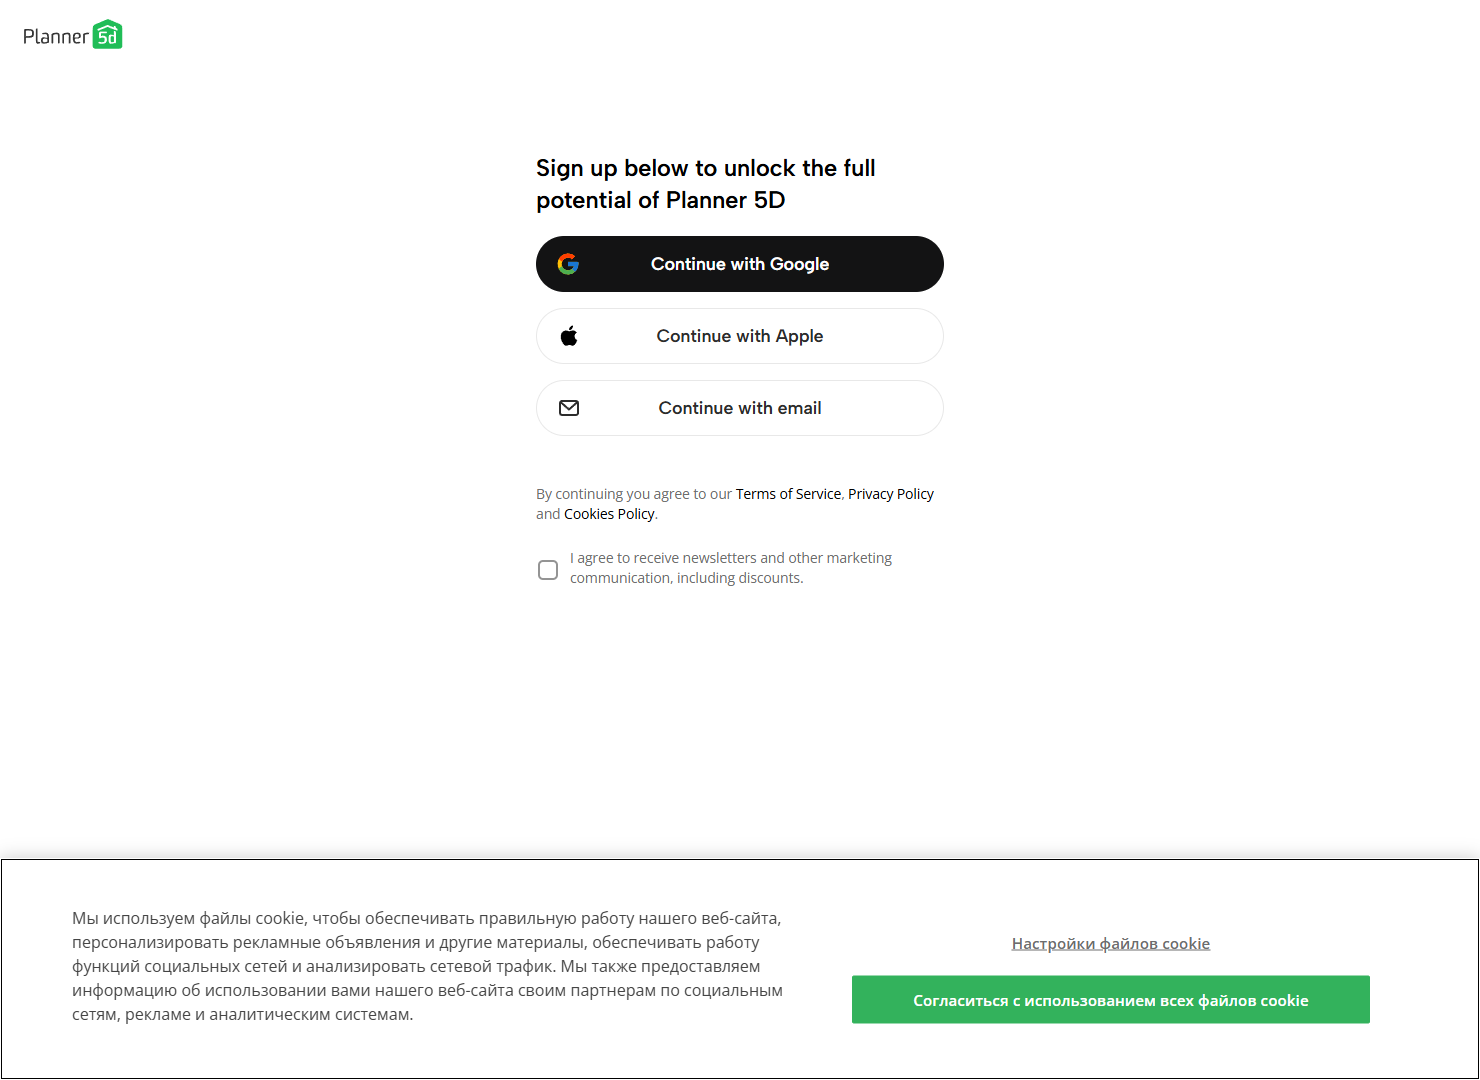 Planner 5d
Sign up below to unlock the full
potential of Planner 5D
Continue with Google
Continue with Apple
Continue with email
By continuing you agree to our Terms of Service, Privacy Policy
and Cookies Policy.
I agree to receive newsletters and other marketing
communication, including discounts.
Мы используем файлы cookie, чтобы обеспечивать правильную работу нашего веб-сайта,
персонализировать рекламные объявления и другие материалы, обеспечивать работу
функций социальных сетей и анализировать сетевой трафик. Мы также предоставляем
информацию об использовании вами нашего веб-сайта своим партнерам по социальным
сетям, рекламе и аналитическим системам.
Настройки файлов cookie
Согласиться с использованием всех файлов cookie